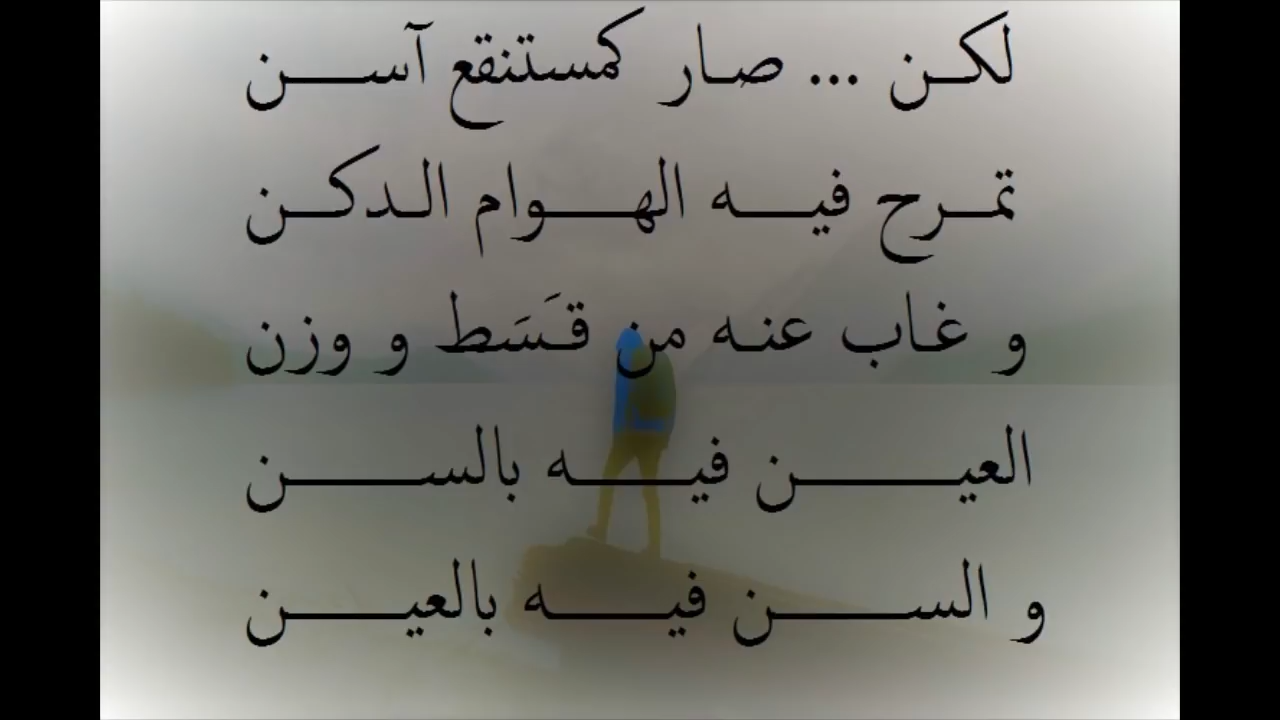 لكن ... صار كمستنقع آسن
تمرح فيه الهوام الدكن
و غاب عنه من قَسَط و وزن
العين فيه بالسن
و السن فيه بالعين